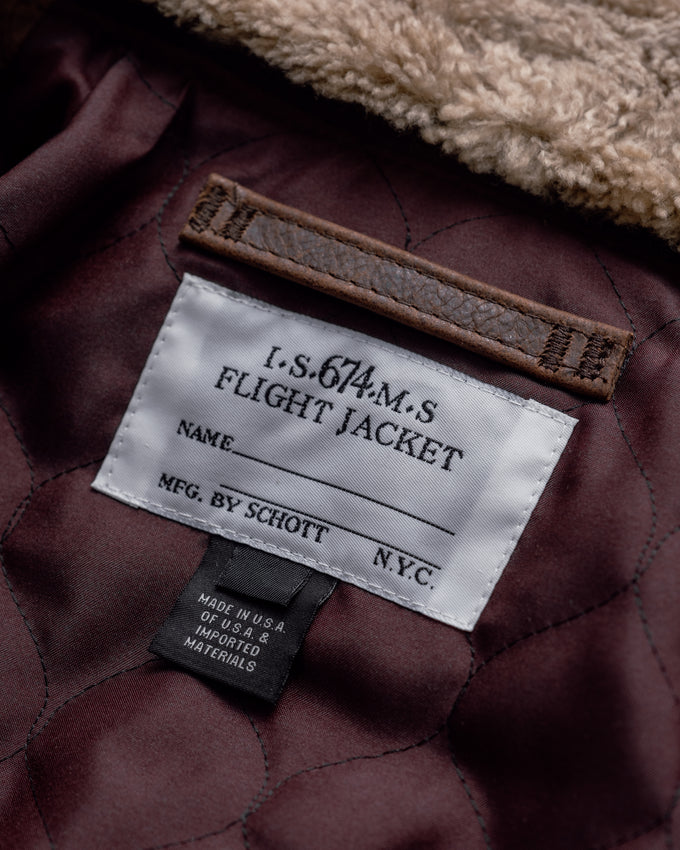 I.S.674.M.S
FLIGHT JACKET
NAME
MFG. BY SCHOTT N.Y.C.
MADE IN U.S.A.
OF U.S.A. &
IMPORTED
MATERIALS